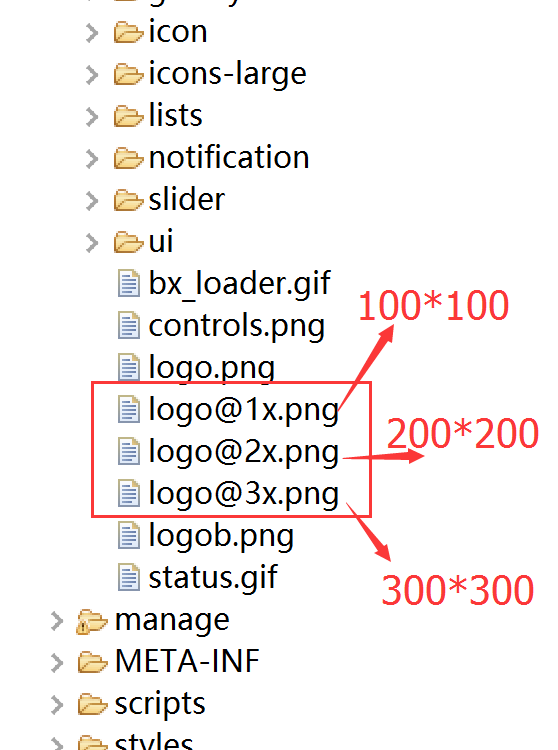 icon
icons-large
lists
notification
slider
ui
bx_loader.gif
controls.png
100*100
logo.png
logo@1x.png
logo@2x.png
200*200
logo@3x.png
logob.png
status.gif
300*300
manage
META-INF
scripts
styles